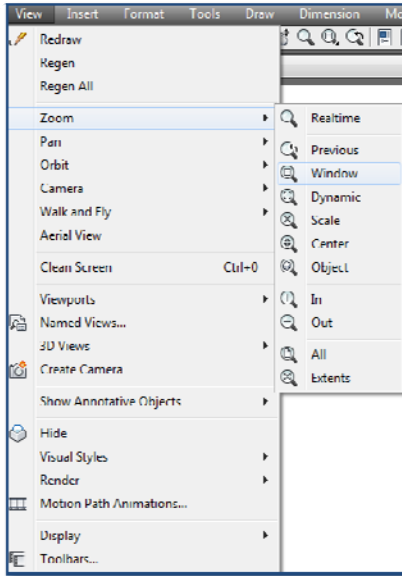 View Insert Format Tools Draw Dimension Mo
Redraw
Regen
Regen All
Zoom
Pan
Orbit
Camera
Walk and Fly
Aerial View
Clean Screen Ctrl+0
Viewports
Named Views...
3D Views
Create Camera
Show Annotative Objects
Hide
Visual Styles
Render
Motion Path Animations...
Display
Toolbars...
Realtime
Previous
Window
Dynamic
Scale
Center
Object
In
Out
All
Extents